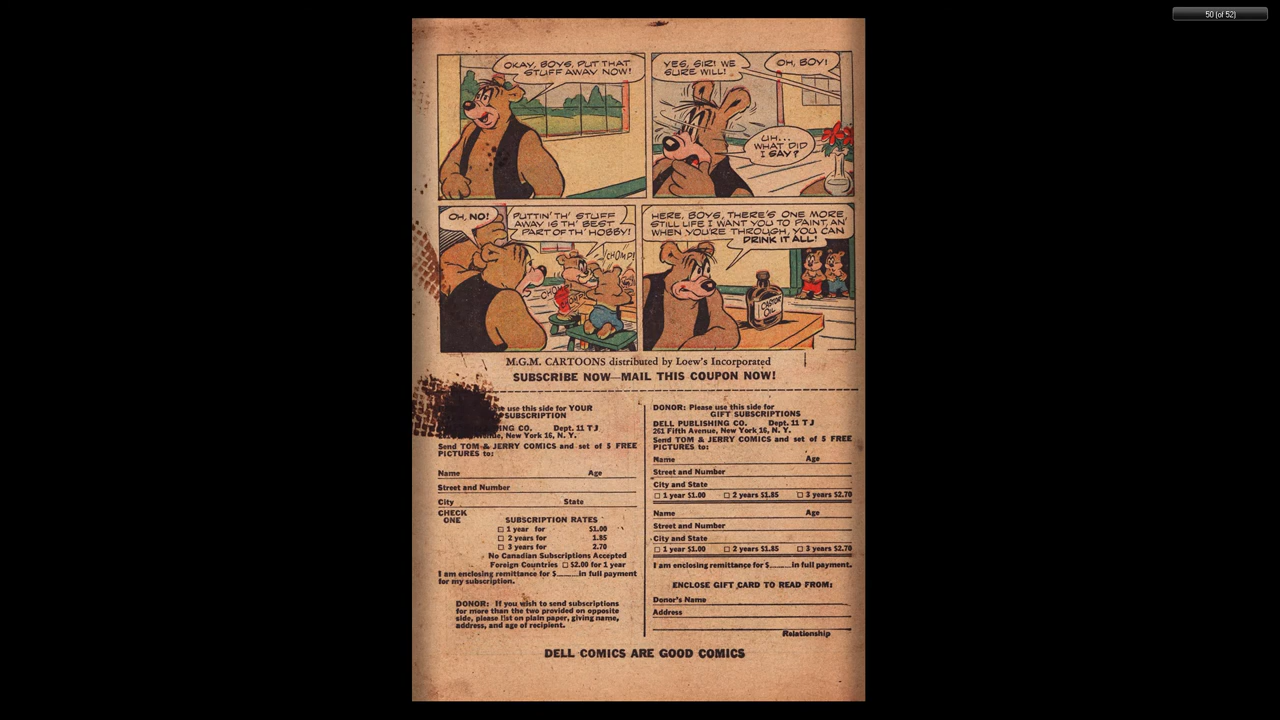 50 (of 52)
OKAY, BOYS, PUT THAT
STUFF AWAY NOW!
YES, SIR! WE
SURE WILL!
OH, BOY!
UH...
WHAT DID
I SAY?
OH, NO!
PUTTIN' TH' STUFF
AWAY IS TH' BEST
PART OF TH' HOBBY!
CHOMP!
HERE, BOYS, THERE'S ONE MORE
STILL LIFE I WANT YOU TO PAINT, AN'
WHEN YOU'RE THROUGH, YOU CAN
DRINK IT ALL!
CASTOR
OIL
M.G.M. CARTOONS distributed by Loew's Incorporated
SUBSCRIBE NOW—MAIL THIS COUPON NOW!
use this side for YOUR
SUBSCRIPTION
CO. Dept. 11 T J
New York 16, N. Y.
Send TOM & JERRY COMICS and set of 5 FREE
PICTURES to:
Name Age
Street and Number
City State
CHECK
ONE
SUBSCRIPTION RATES
☐ 1 year for $1.00
☐ 2 years for 1.85
☐ 3 years for 2.70
No Canadian Subscriptions Accepted
Foreign Countries ☐ $2.00 for 1 year
I am enclosing remittance for $........in full payment
for my subscription.
DONOR: If you wish to send subscriptions
for more than the two provided on opposite
side, please list on plain paper, giving name,
address, and age of recipient.
DONOR: Please use this side for
GIFT SUBSCRIPTIONS
DELL PUBLISHING CO. Dept. 11 T J
261 Fifth Avenue, New York 16, N. Y.
Send TOM & JERRY COMICS and set of 5 FREE
PICTURES to:
Name Age
Street and Number
City and State
☐ 1 year $1.00 ☐ 2 years $1.85 ☐ 3 years $2.70
Name Age
Street and Number
City and State
☐ 1 year $1.00 ☐ 2 years $1.85 ☐ 3 years $2.70
I am enclosing remittance for $........in full payment.
ENCLOSE GIFT CARD TO READ FROM:
Donor's Name
Address
Relationship
DELL COMICS ARE GOOD COMICS